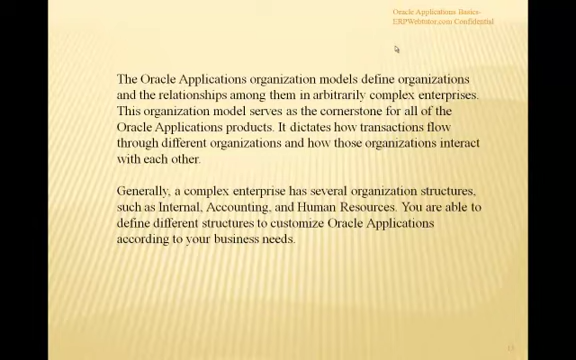 Oracle Applications Basics-
ERPWebtutor.com Confidential
The Oracle Applications organization models define organizations
and the relationships among them in arbitrarily complex enterprises.
This organization model serves as the cornerstone for all of the
Oracle Applications products. It dictates how transactions flow
through different organizations and how those organizations interact
with each other.
Generally, a complex enterprise has several organization structures,
such as Internal, Accounting, and Human Resources. You are able to
define different structures to customize Oracle Applications
according to your business needs.